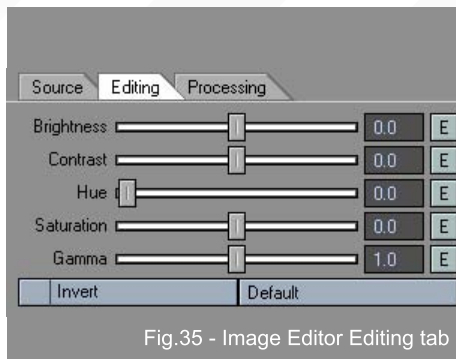 Source Editing Processing
Brightness 0.0 E
Contrast 0.0 E
Hue 0.0 E
Saturation 0.0 E
Gamma 1.0 E
Invert Default
Fig.35 - Image Editor Editing tab